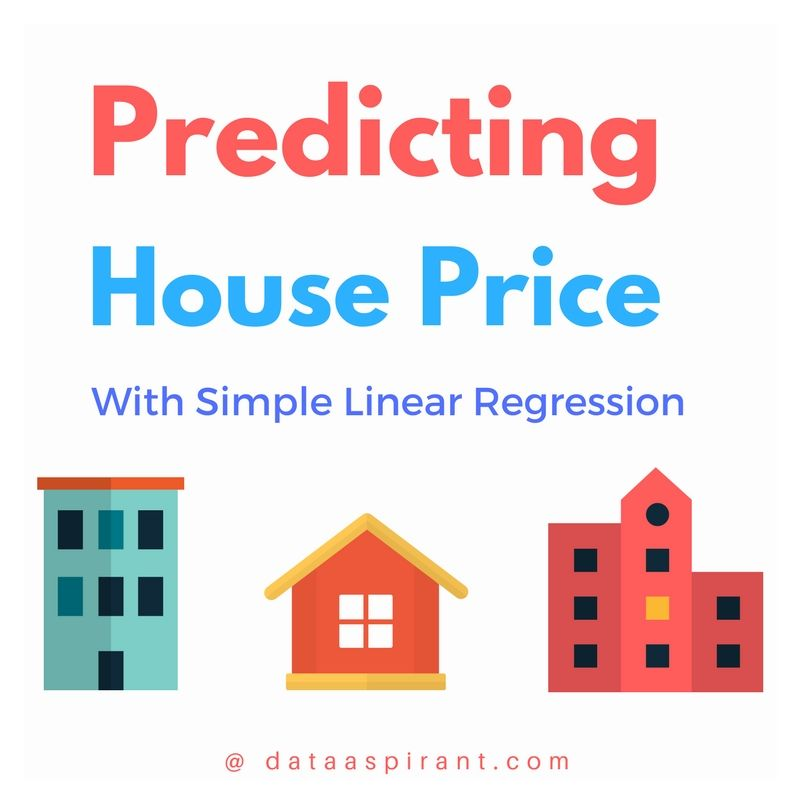 Predicting
House Price
With Simple Linear Regression
@ dataaspirant.com